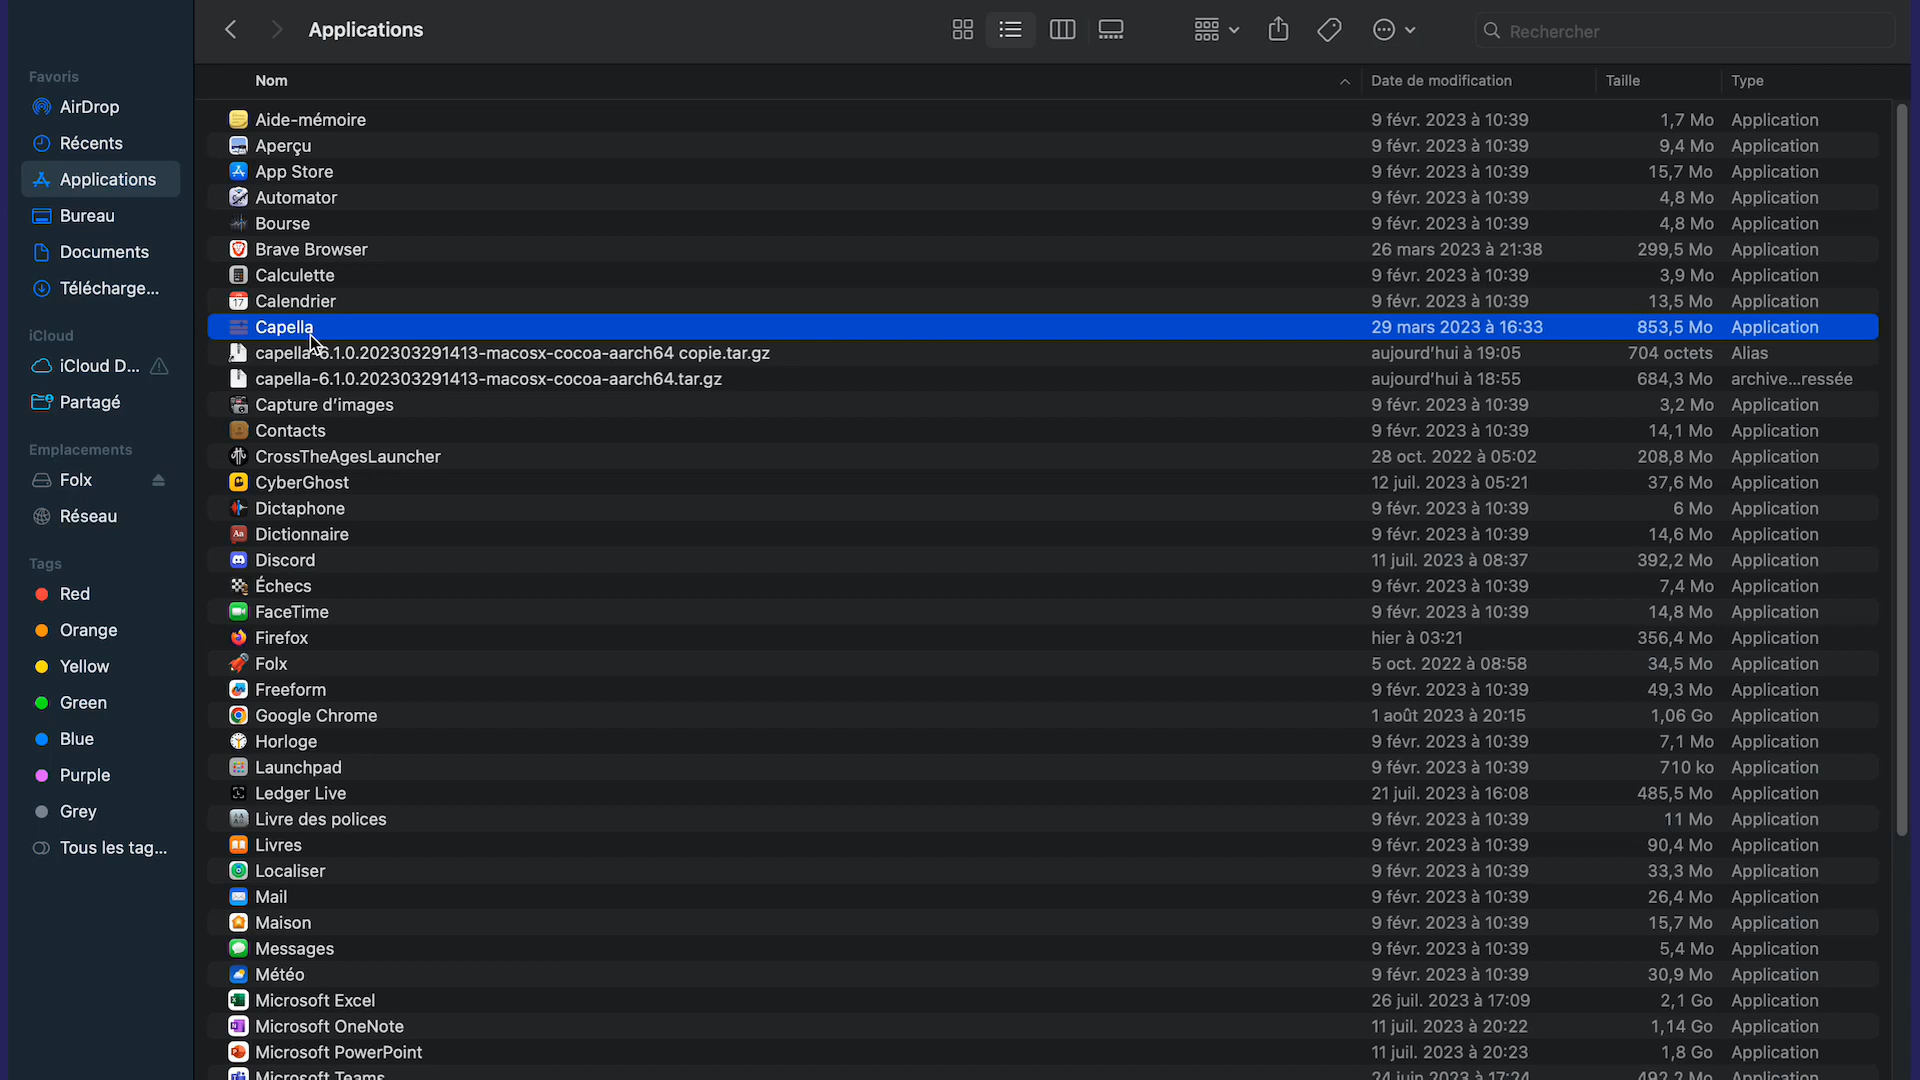 Applications
Rechercher
Favoris
AirDrop
Récents
Applications
Bureau
Documents
Télécharge...
iCloud
iCloud D...
Partagé
Emplacements
Folx
Réseau
Tags
Red
Orange
Yellow
Green
Blue
Purple
Grey
Tous les tag...
Nom Date de modification Taille Type
Aide-mémoire 9 févr. 2023 à 10:39 1,7 Mo Application
Aperçu 9 févr. 2023 à 10:39 9,4 Mo Application
App Store 9 févr. 2023 à 10:39 15,7 Mo Application
Automator 9 févr. 2023 à 10:39 4,8 Mo Application
Bourse 9 févr. 2023 à 10:39 4,8 Mo Application
Brave Browser 26 mars 2023 à 21:38 299,5 Mo Application
Calculette 9 févr. 2023 à 10:39 3,9 Mo Application
Calendrier 9 févr. 2023 à 10:39 13,5 Mo Application
Capella 29 mars 2023 à 16:33 853,5 Mo Application
capella-6.1.0.202303291413-macosx-cocoa-aarch64 copie.tar.gz aujourd’hui à 19:05 704 octets Alias
capella-6.1.0.202303291413-macosx-cocoa-aarch64.tar.gz aujourd’hui à 18:55 684,3 Mo archive...ressée
Capture d’images 9 févr. 2023 à 10:39 3,2 Mo Application
Contacts 9 févr. 2023 à 10:39 14,1 Mo Application
CrossTheAgesLauncher 28 oct. 2022 à 05:02 208,8 Mo Application
CyberGhost 12 juil. 2023 à 05:21 37,6 Mo Application
Dictaphone 9 févr. 2023 à 10:39 6 Mo Application
Dictionnaire 9 févr. 2023 à 10:39 14,6 Mo Application
Discord 11 juil. 2023 à 08:37 392,2 Mo Application
Échecs 9 févr. 2023 à 10:39 7,4 Mo Application
FaceTime 9 févr. 2023 à 10:39 14,8 Mo Application
Firefox hier à 03:21 356,4 Mo Application
Folx 5 oct. 2022 à 08:58 34,5 Mo Application
Freeform 9 févr. 2023 à 10:39 49,3 Mo Application
Google Chrome 1 août 2023 à 20:15 1,06 Go Application
Horloge 9 févr. 2023 à 10:39 7,1 Mo Application
Launchpad 9 févr. 2023 à 10:39 710 ko Application
Ledger Live 21 juil. 2023 à 16:08 485,5 Mo Application
Livre des polices 9 févr. 2023 à 10:39 11 Mo Application
Livres 9 févr. 2023 à 10:39 90,4 Mo Application
Localiser 9 févr. 2023 à 10:39 33,3 Mo Application
Mail 9 févr. 2023 à 10:39 26,4 Mo Application
Maison 9 févr. 2023 à 10:39 15,7 Mo Application
Messages 9 févr. 2023 à 10:39 5,4 Mo Application
Météo 9 févr. 2023 à 10:39 30,9 Mo Application
Microsoft Excel 26 juil. 2023 à 17:09 2,1 Go Application
Microsoft OneNote 11 juil. 2023 à 20:22 1,14 Go Application
Microsoft PowerPoint 11 juil. 2023 à 20:23 1,8 Go Application
Microsoft Teams 24 juin 2023 à 17:24 492,2 Mo Application